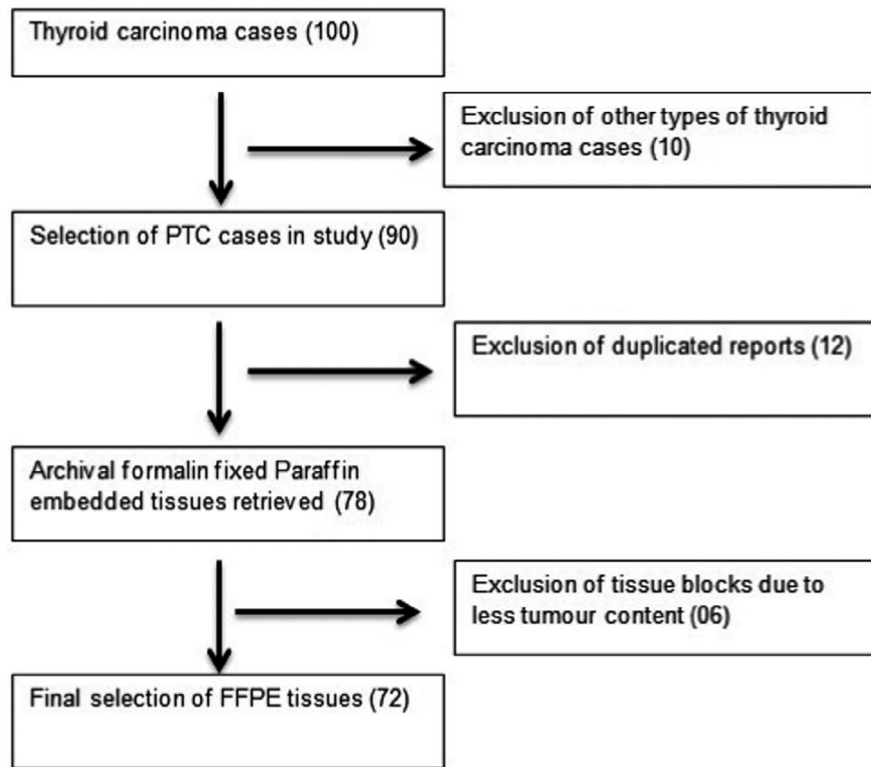 Thyroid carcinoma cases (100)
Exclusion of other types of thyroid
carcinoma cases (10)
Selection of PTC cases in study (90)
Exclusion of duplicated reports (12)
Archival formalin fixed Paraffin
embedded tissues retrieved (78)
Exclusion of tissue blocks due to
less tumour content (06)
Final selection of FFPE tissues (72)